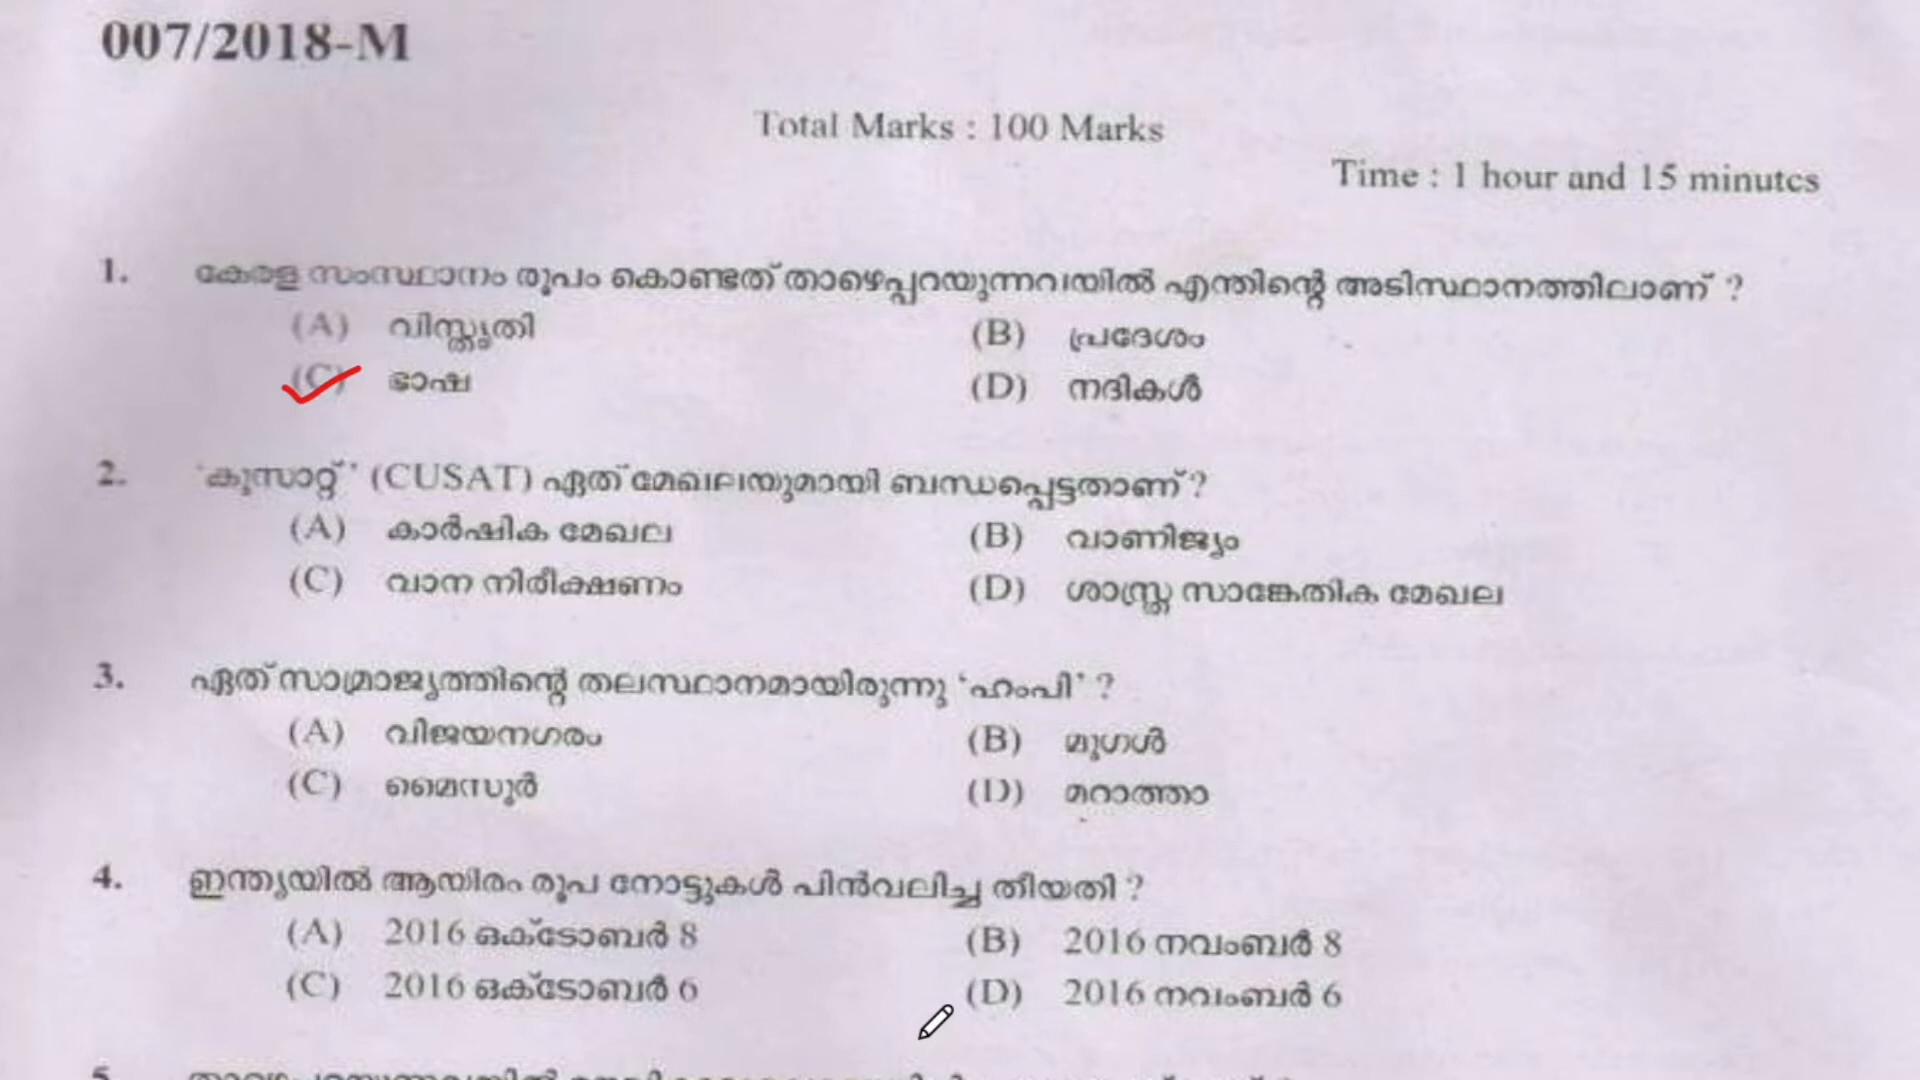 007/2018-M
Total Marks : 100 Marks
Time : 1 hour and 15 minutes
1. കേരള സംസ്ഥാനം രൂപം കൊണ്ടത് താഴെപ്പറയുന്നവയിൽ എന്തിന്റെ അടിസ്ഥാനത്തിലാണ് ?
(A) വിസ്തൃതി (B) പ്രദേശം
(C) ഭാഷ (D) നദികൾ
2. ‘കുസാറ്റ്’ (CUSAT) ഏത് മേഖലയുമായി ബന്ധപ്പെട്ടതാണ് ?
(A) കാർഷിക മേഖല (B) വാണിജ്യം
(C) വാന നിരീക്ഷണം (D) ശാസ്ത്ര സാങ്കേതിക മേഖല
3. ഏത് സാമ്രാജ്യത്തിന്റെ തലസ്ഥാനമായിരുന്നു ‘ഹംപി’ ?
(A) വിജയനഗരം (B) മുഗൾ
(C) മൈസൂർ (D) മറാത്താ
4. ഇന്ത്യയിൽ ആയിരം രൂപ നോട്ടുകൾ പിൻവലിച്ച തീയതി ?
(A) 2016 ഒക്ടോബർ 8 (B) 2016 നവംബർ 8
(C) 2016 ഒക്ടോബർ 6 (D) 2016 നവംബർ 6
5. താഴെപറയുന്നവയിൽ